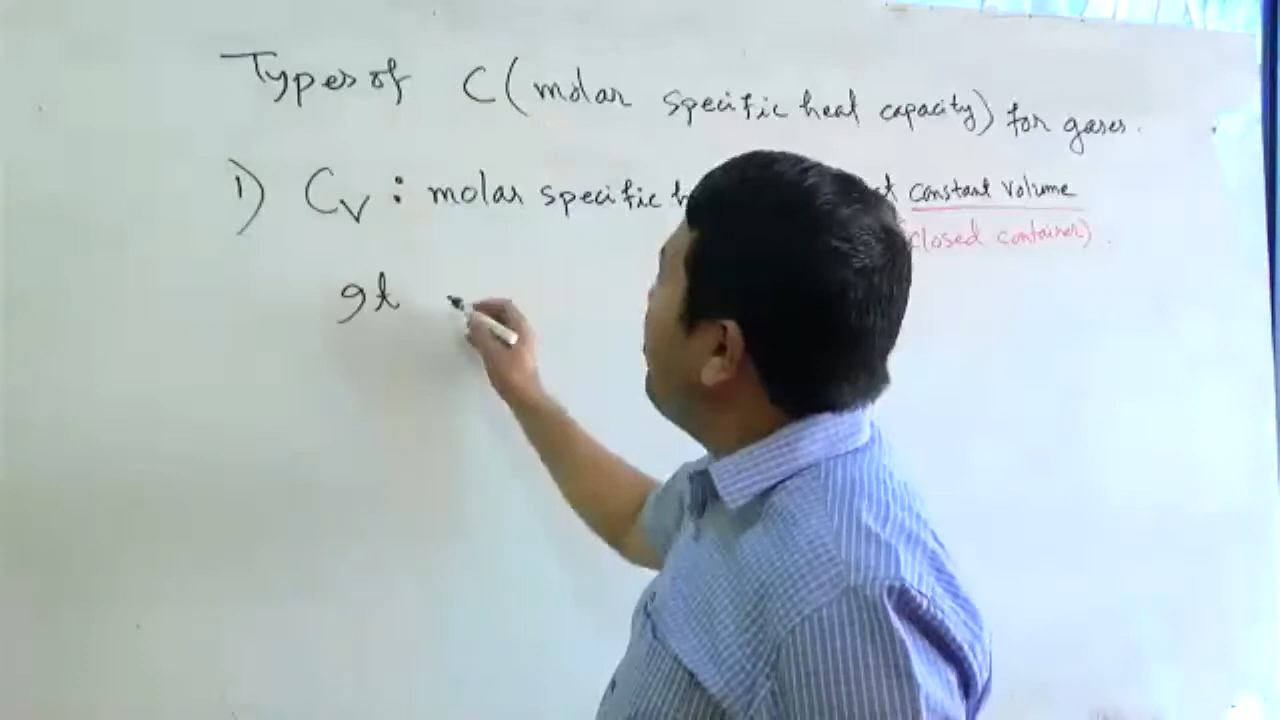 Types of C (molar specific heat capacity) for gases.
1) Cv : molar specific constant volume
closed container)
It